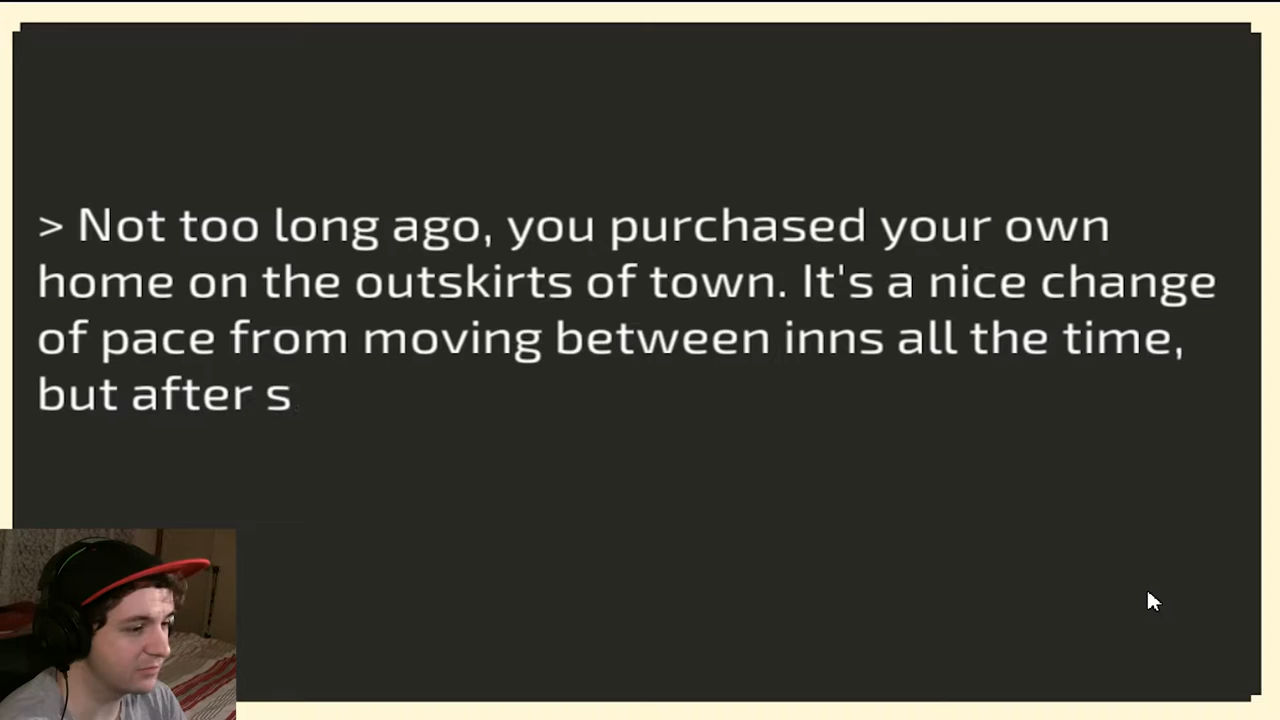 > Not too long ago, you purchased your own
home on the outskirts of town. It's a nice change
of pace from moving between inns all the time,
but after s